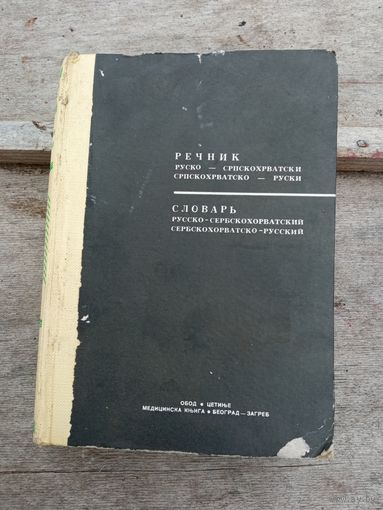 РЕЧНИК
РУСКО — СРПСКОХРВАТСКИ
СРПСКОХРВАТСКО — РУСКИ
СЛОВАРЬ
РУССКО-СЕРБСКОХОРВАТСКИЙ
СЕРБСКОХОРВАТСКО-РУССКИЙ
ОБОД • ЦЕТИЊЕ
МЕДИЦИНСКА КЊИГА • БЕОГРАД — ЗАГРЕБ